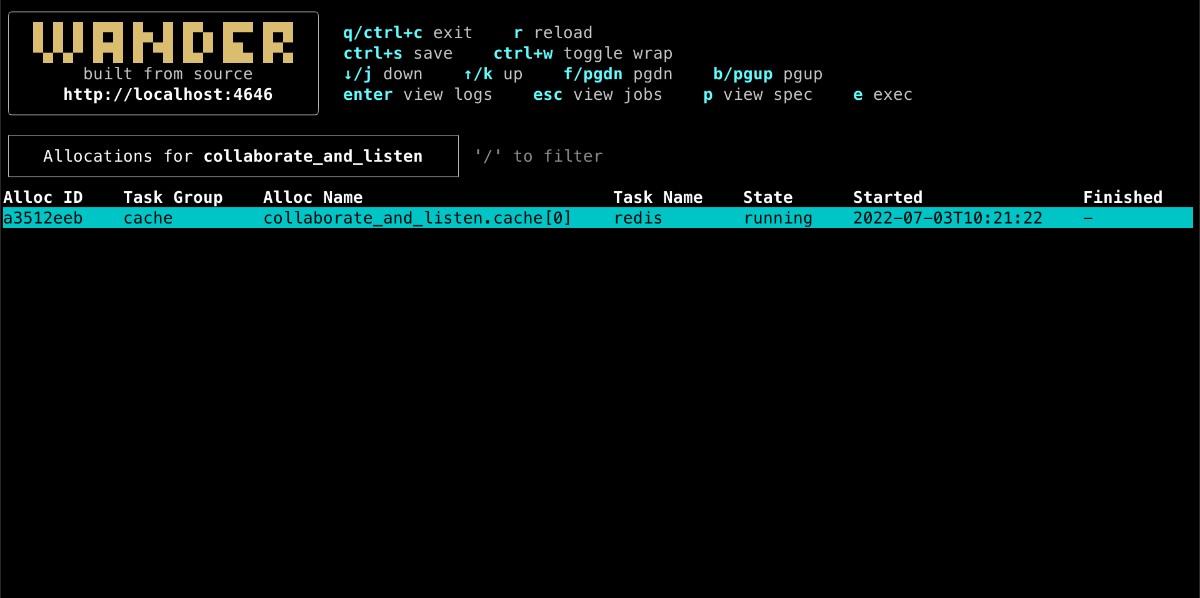 WANDER
built from source
http://localhost:4646
q/ctrl+c exit    r reload
ctrl+s save    ctrl+w toggle wrap
↓/j down    ↑/k up    f/pgdn pgdn    b/pgup pgup
enter view logs    esc view jobs    p view spec    e exec
Allocations for collaborate_and_listen    '/' to filter
Alloc ID    Task Group    Alloc Name    Task Name    State    Started    Finished
a3512eeb    cache    collaborate_and_listen.cache[0]    redis    running    2022-07-03T10:21:22    -